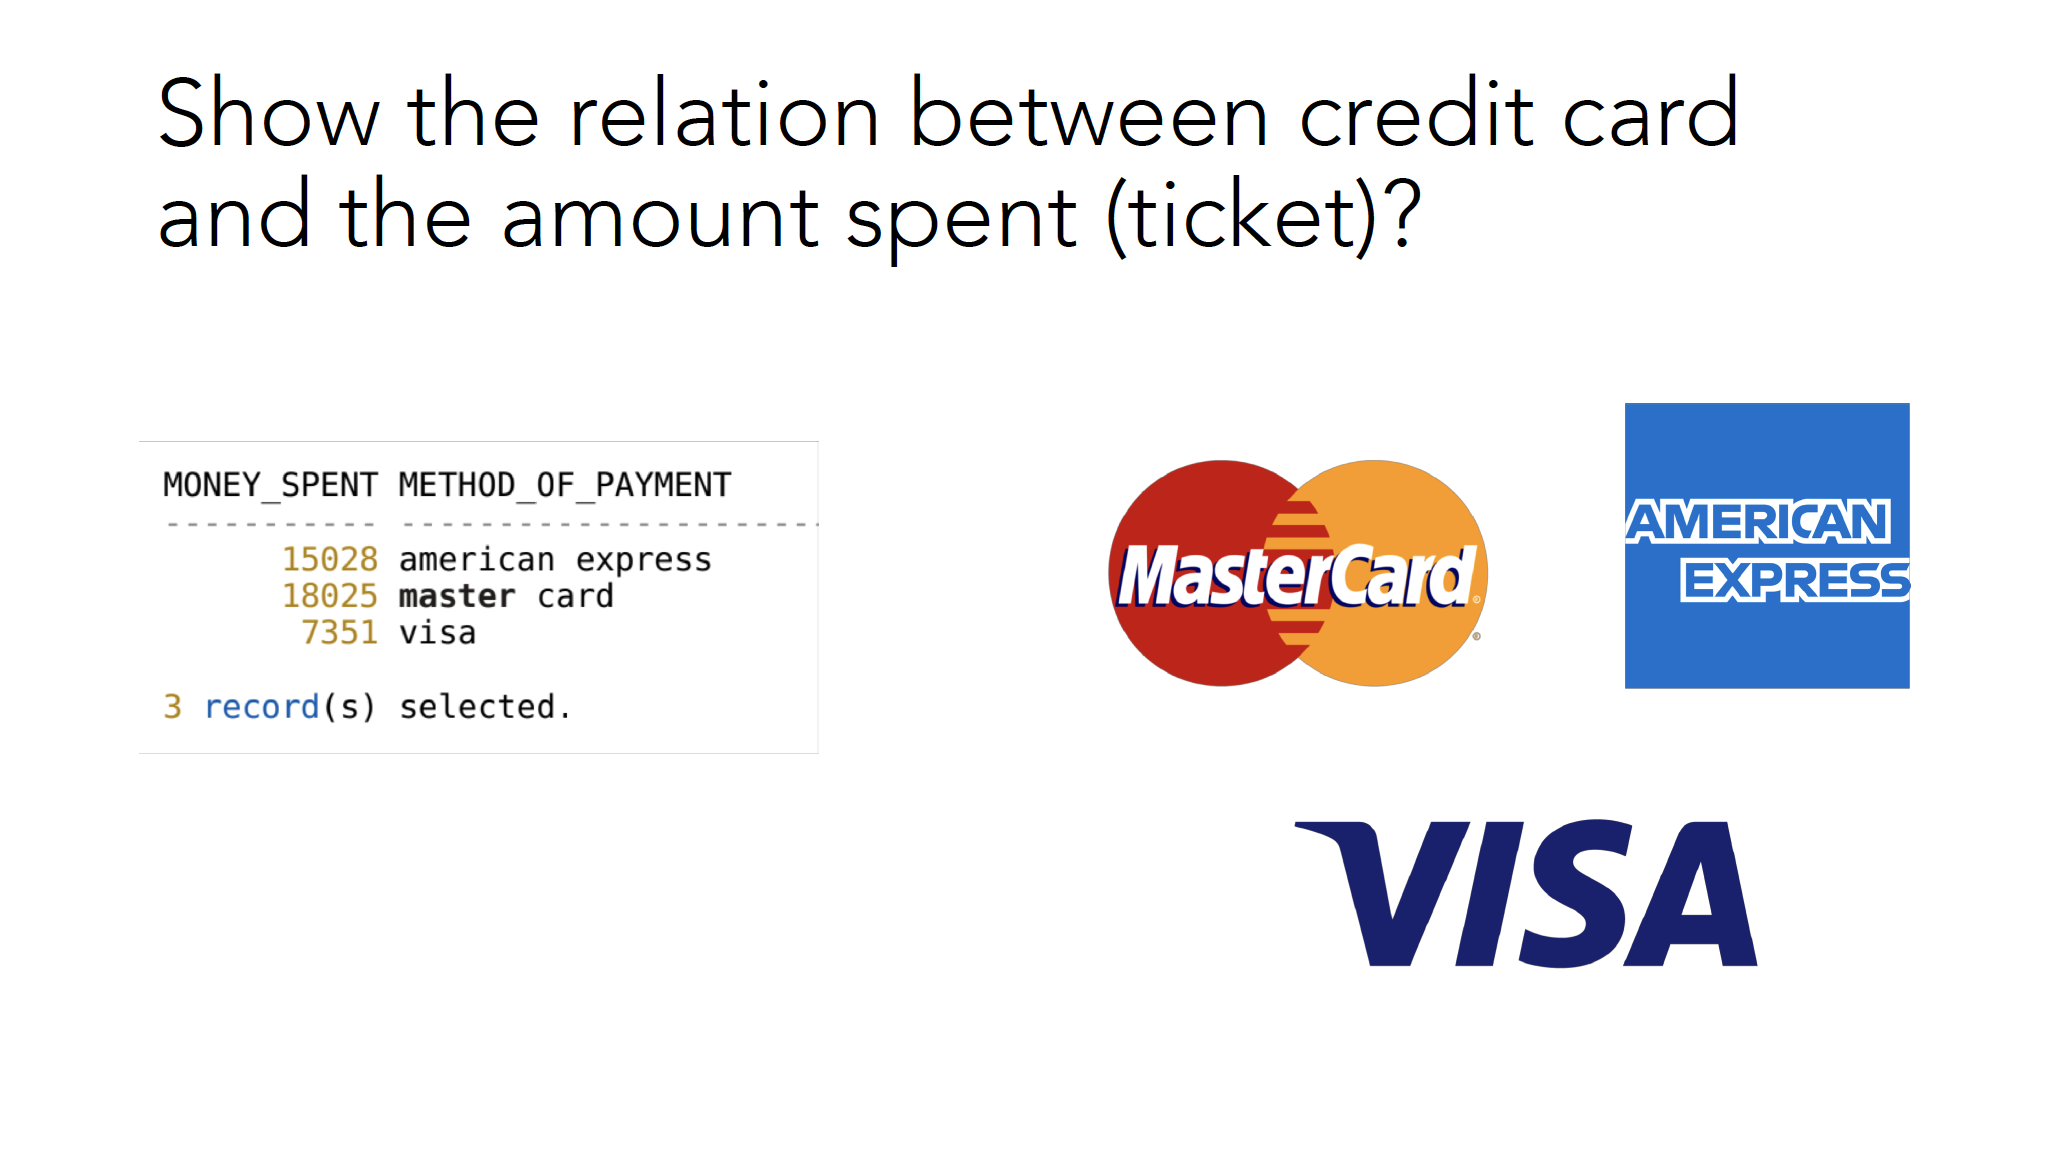 Show the relation between credit card
and the amount spent (ticket)?
MONEY_SPENT METHOD_OF_PAYMENT
----------- ----------------------
15028 american express
18025 master card
7351 visa
3 record(s) selected.
MasterCard
AMERICAN
EXPRESS
VISA